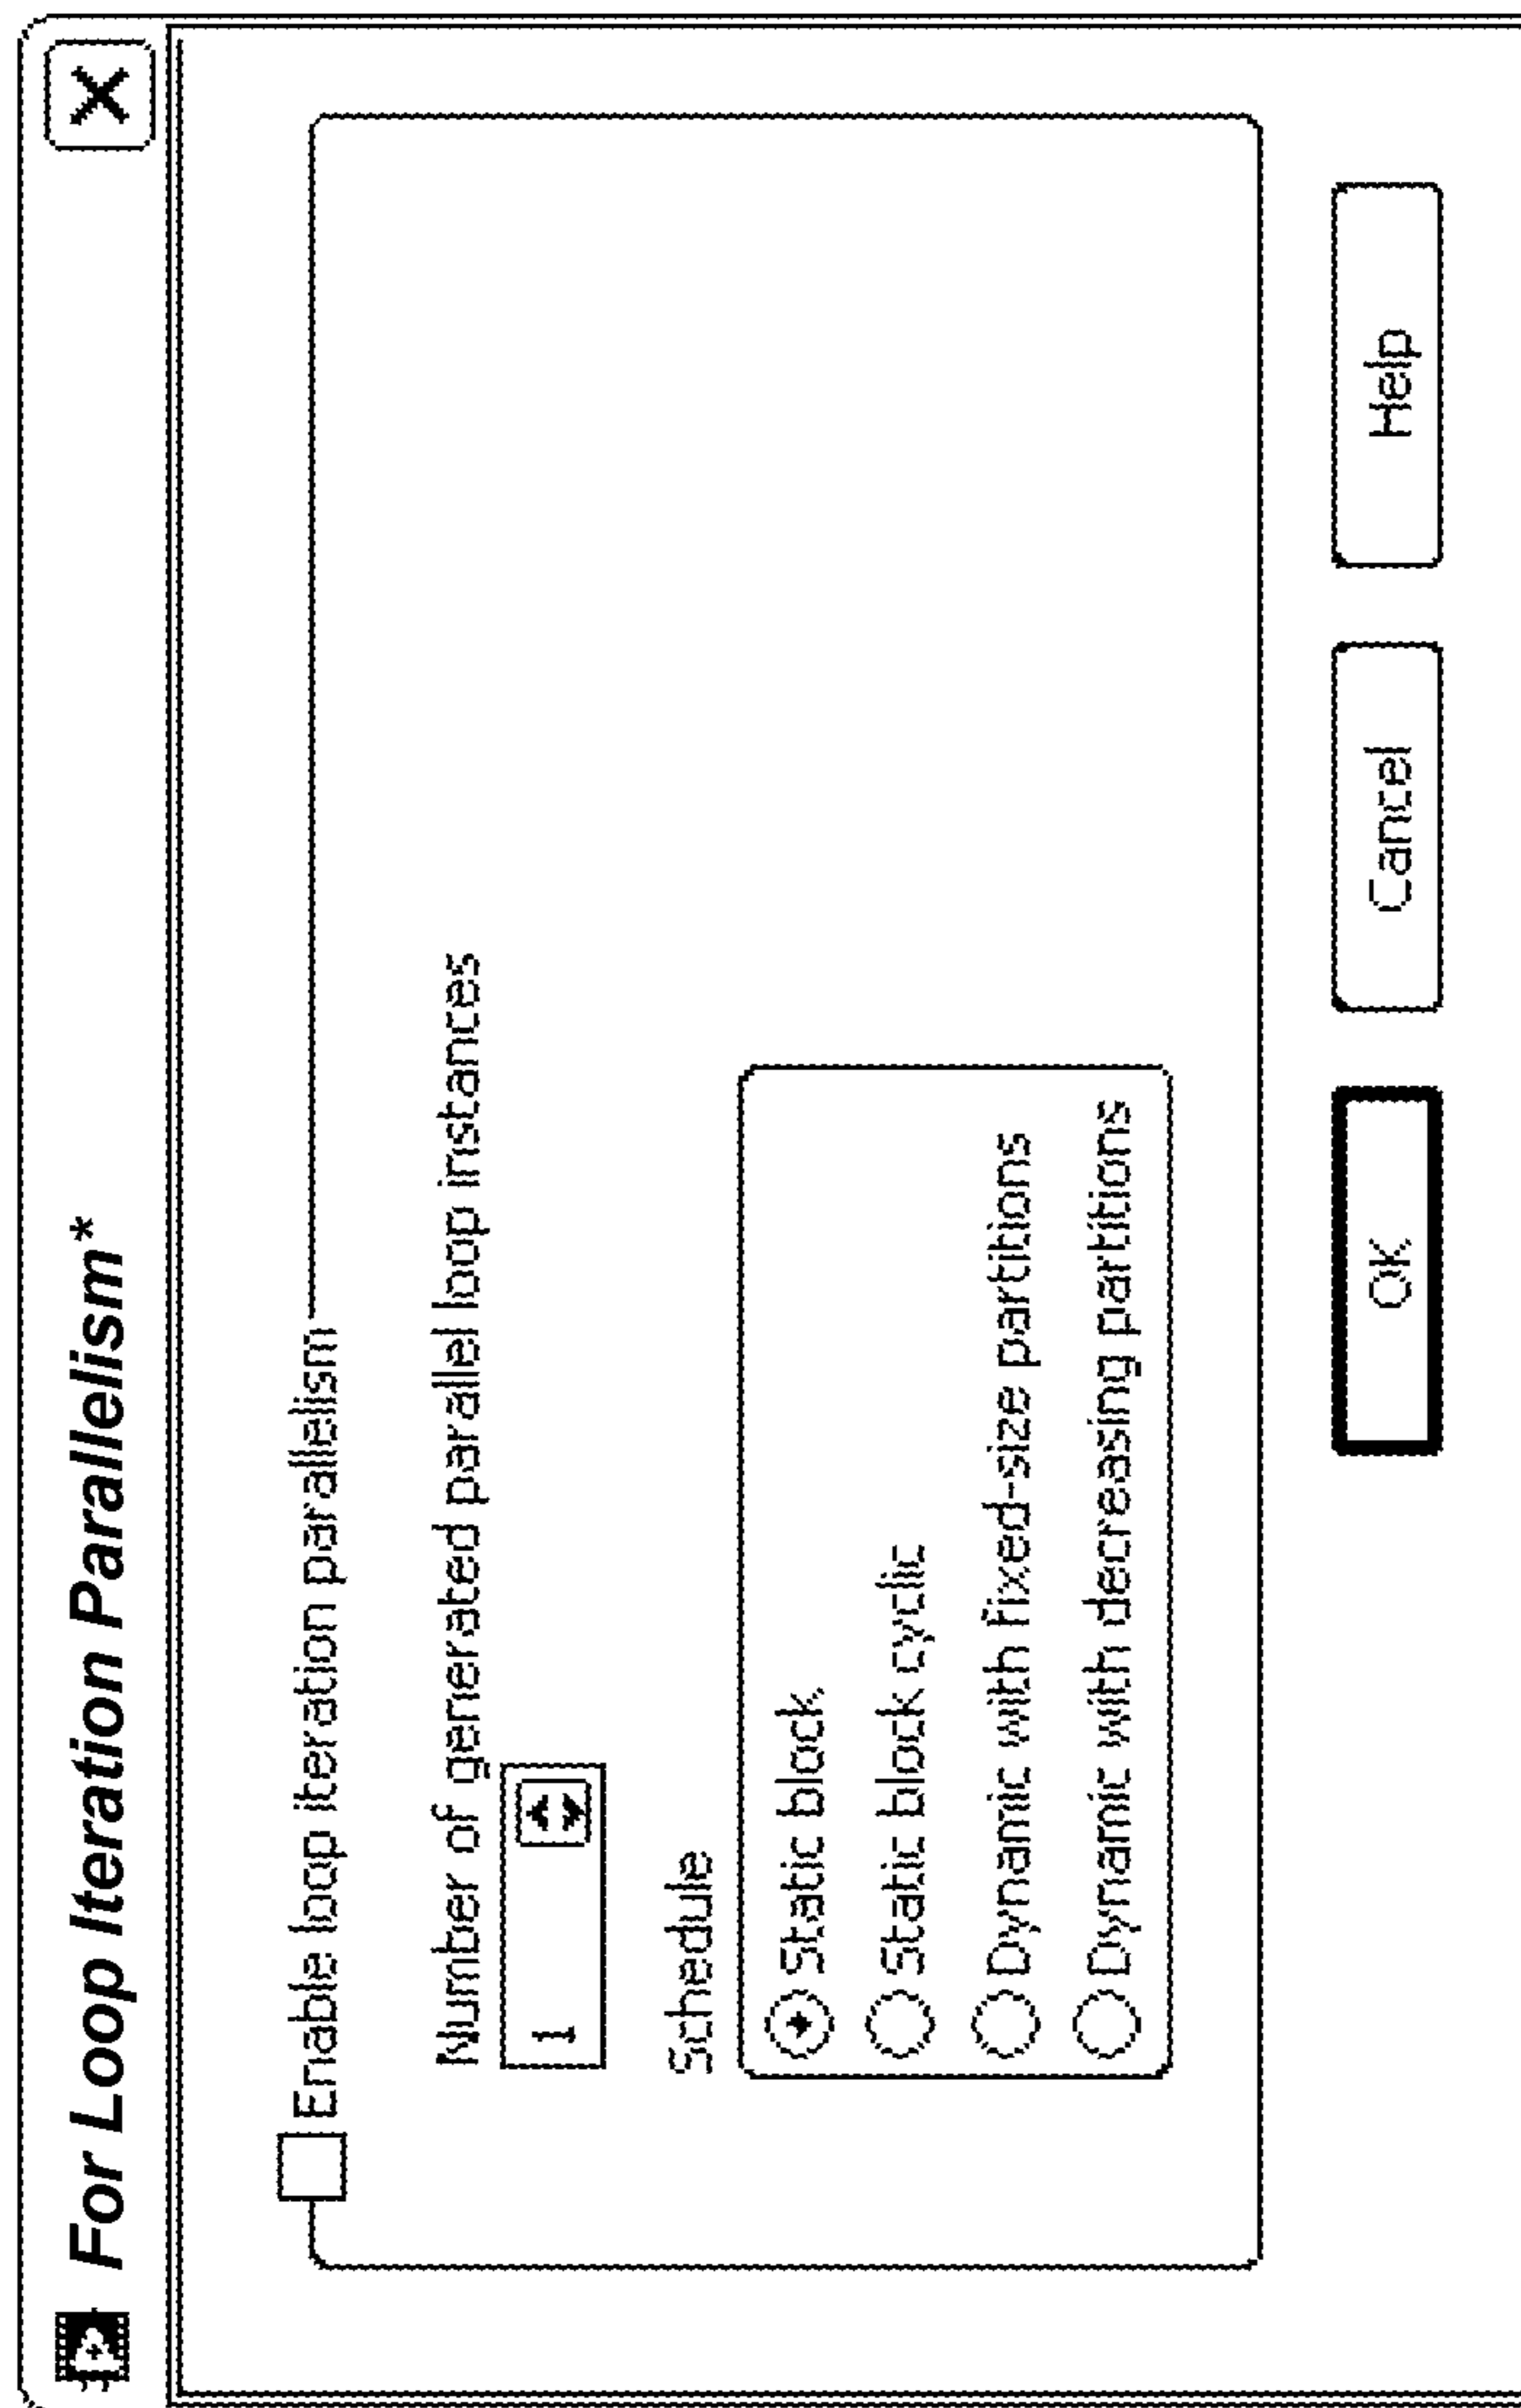 For Loop Iteration Parallelism*
X
Enable loop iteration parallelism
Number of generated parallel loop instances
1
Schedule
Static block
Static block cyclic
Dynamic with fixed-size partitions
Dynamic with decreasing partitions
OK
Cancel
Help